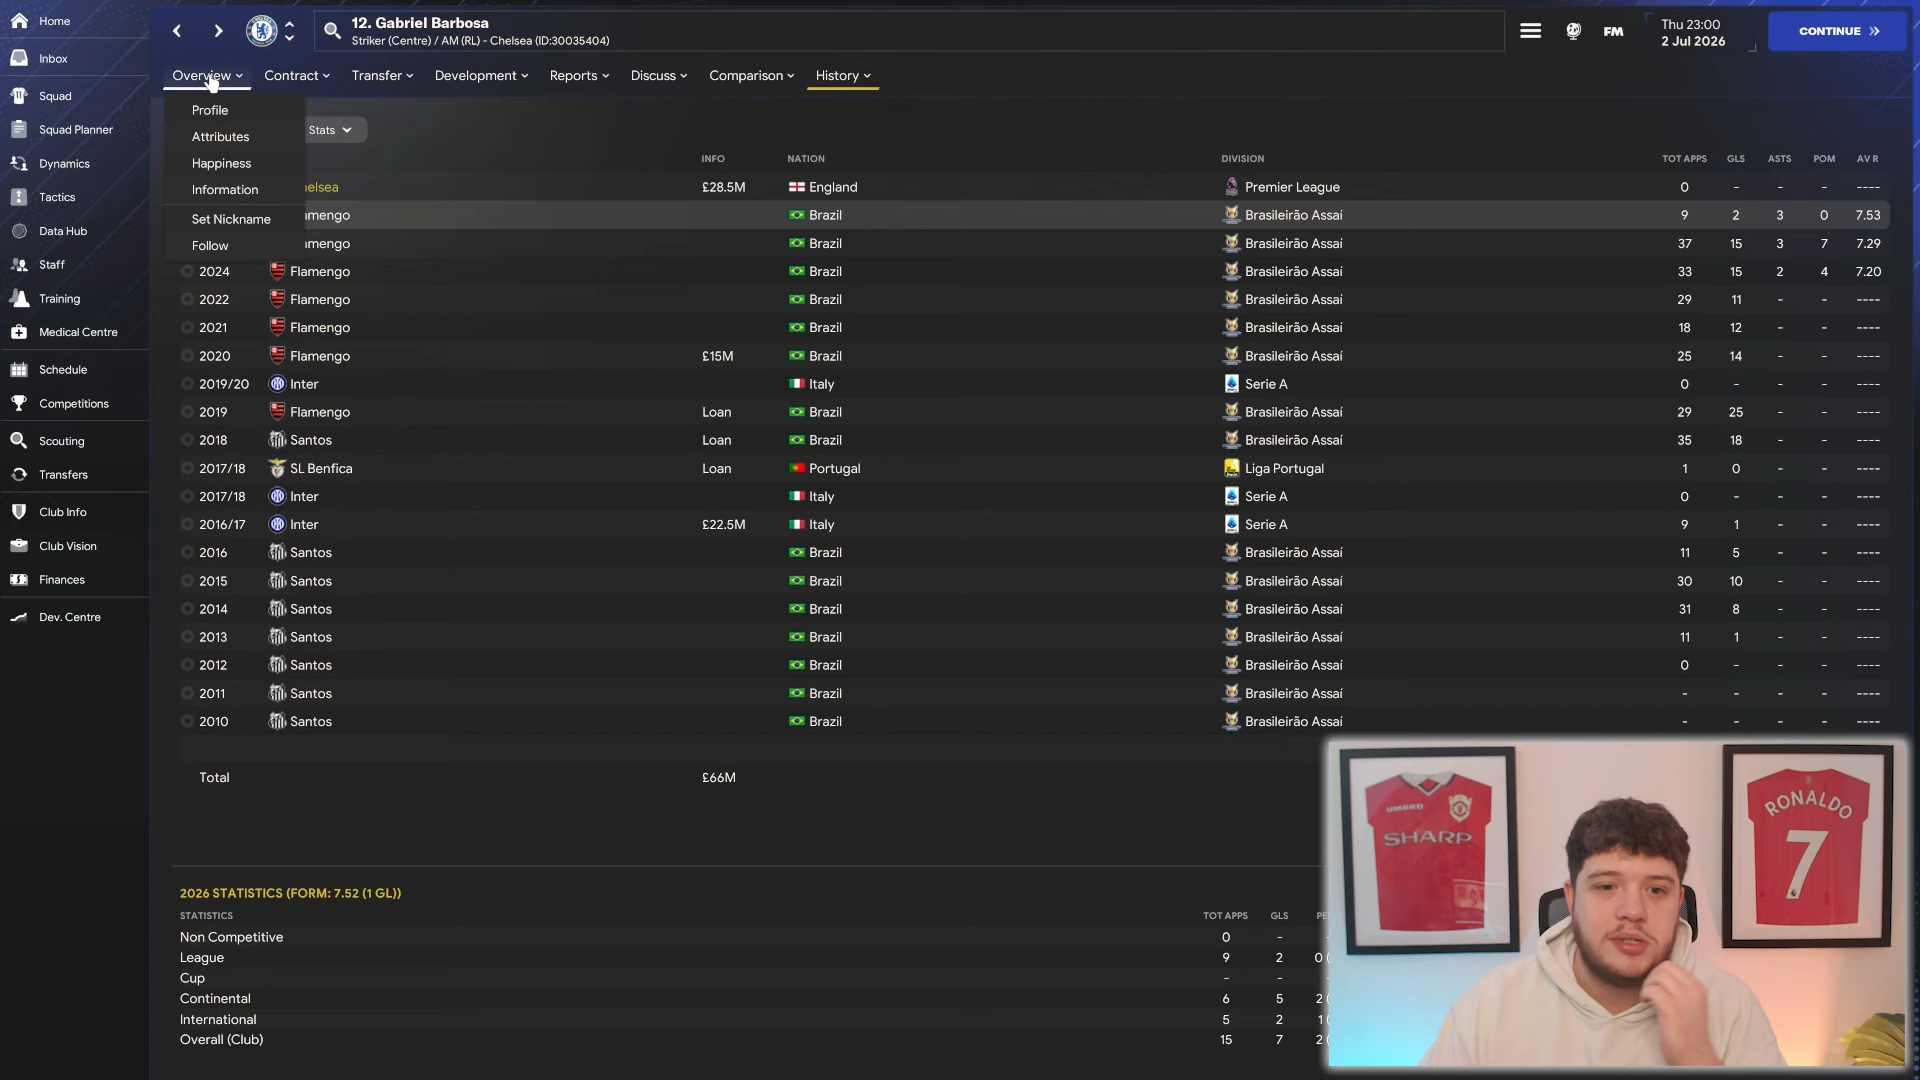 Home
Inbox
Squad
Squad Planner
Dynamics
Tactics
Data Hub
Staff
Training
Medical Centre
Schedule
Competitions
Scouting
Transfers
Club Info
Club Vision
Finances
Dev. Centre
12. Gabriel Barbosa
Striker (Centre) / AM (RL) - Chelsea (ID:30035404)
FM
Thu 23:00
2 Jul 2026
CONTINUE
Overview Contract Transfer Development Reports Discuss Comparison History
Profile
Attributes
Happiness
Information
Set Nickname
Follow
Stats
INFO NATION DIVISION TOT APPS GLS ASTS POM AV R
elsea £28.5M England Premier League 0 - - - ----
mengo Brazil Brasileirão Assaí 9 2 3 0 7.53
amengo Brazil Brasileirão Assaí 37 15 3 7 7.29
2024 Flamengo Brazil Brasileirão Assaí 33 15 2 4 7.20
2022 Flamengo Brazil Brasileirão Assaí 29 11 - - ----
2021 Flamengo Brazil Brasileirão Assaí 18 12 - - ----
2020 Flamengo £15M Brazil Brasileirão Assaí 25 14 - - ----
2019/20 Inter Italy Serie A 0 - - - ----
2019 Flamengo Loan Brazil Brasileirão Assaí 29 25 - - ----
2018 Santos Loan Brazil Brasileirão Assaí 35 18 - - ----
2017/18 SL Benfica Loan Portugal Liga Portugal 1 0 - - ----
2017/18 Inter Italy Serie A 0 - - - ----
2016/17 Inter £22.5M Italy Serie A 9 1 - - ----
2016 Santos Brazil Brasileirão Assaí 11 5 - - ----
2015 Santos Brazil Brasileirão Assaí 30 10 - - ----
2014 Santos Brazil Brasileirão Assaí 31 8 - - ----
2013 Santos Brazil Brasileirão Assaí 11 1 - - ----
2012 Santos Brazil Brasileirão Assaí 0 - - - ----
2011 Santos Brazil Brasileirão Assaí - - - - ----
2010 Santos Brazil Brasileirão Assaí - - - - ----
Total £66M
2026 STATISTICS (FORM: 7.52 (1 GL))
STATISTICS TOT APPS GLS PE
Non Competitive 0 - -
League 9 2 0 (
Cup - - -
Continental 6 5 2 (
International 5 2 1 (
Overall (Club) 15 7 2 (
UMBRO
SHARP
RONALDO
7